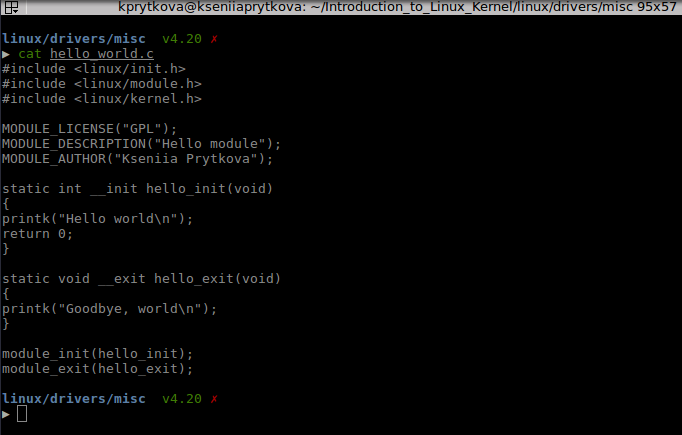 kprytkova@kseniiaprytkova: ~/Introduction_to_Linux_Kernel/linux/drivers/misc 95x57
linux/drivers/misc  v4.20 ✗
▶ cat hello_world.c
#include <linux/init.h>
#include <linux/module.h>
#include <linux/kernel.h>

MODULE_LICENSE("GPL");
MODULE_DESCRIPTION("Hello module");
MODULE_AUTHOR("Kseniia Prytkova");

static int __init hello_init(void)
{
printk("Hello world\n");
return 0;
}

static void __exit hello_exit(void)
{
printk("Goodbye, world\n");
}

module_init(hello_init);
module_exit(hello_exit);

linux/drivers/misc  v4.20 ✗
▶